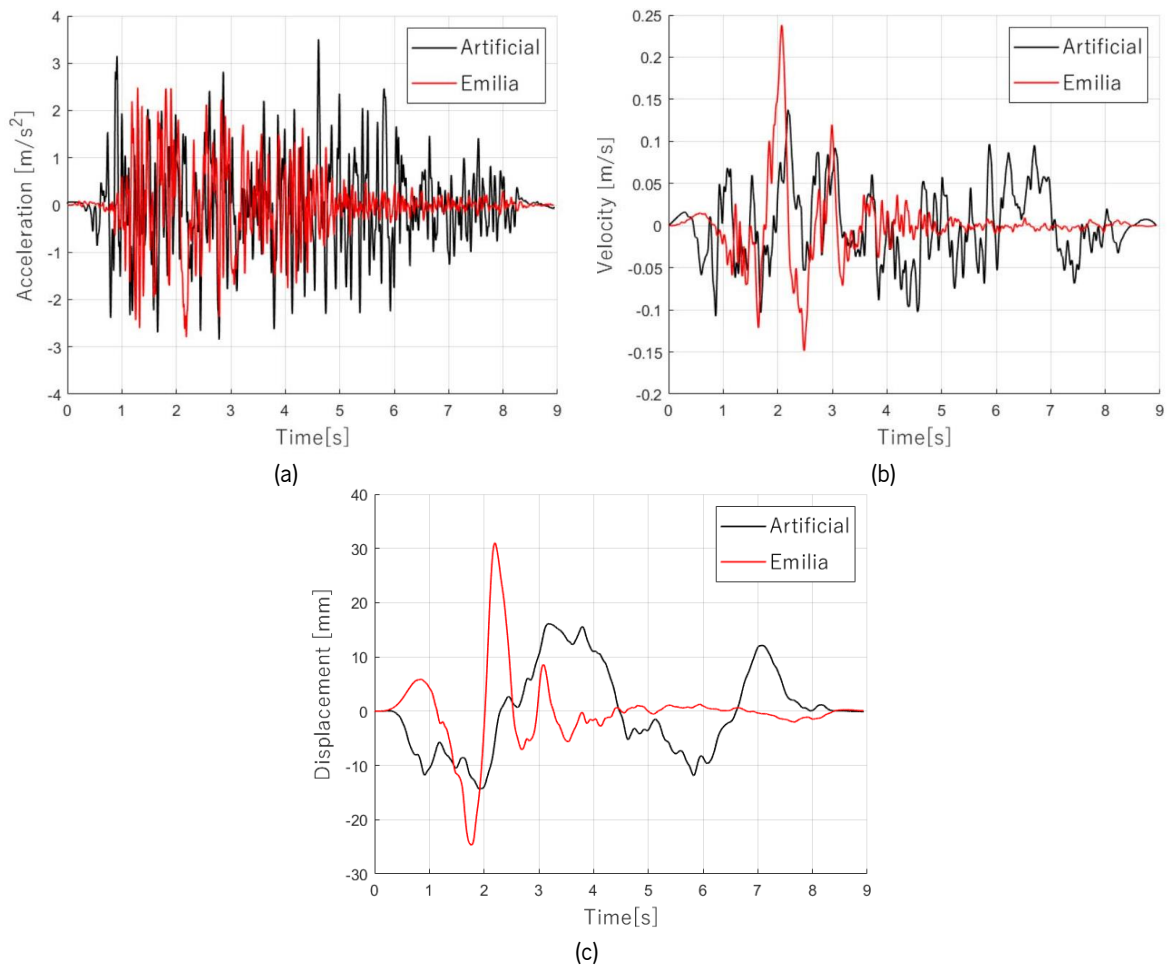 4
3
2
1
0
-1
-2
-3
-4
Acceleration [m/s²]
Artificial
Emilia
0 1 2 3 4 5 6 7 8 9
Time[s]
(a)
0.25
0.2
0.15
0.1
0.05
0
-0.05
-0.1
-0.15
-0.2
Velocity [m/s]
Artificial
Emilia
0 1 2 3 4 5 6 7 8 9
Time[s]
(b)
40
30
20
10
0
-10
-20
-30
Displacement [mm]
Artificial
Emilia
0 1 2 3 4 5 6 7 8 9
Time[s]
(c)